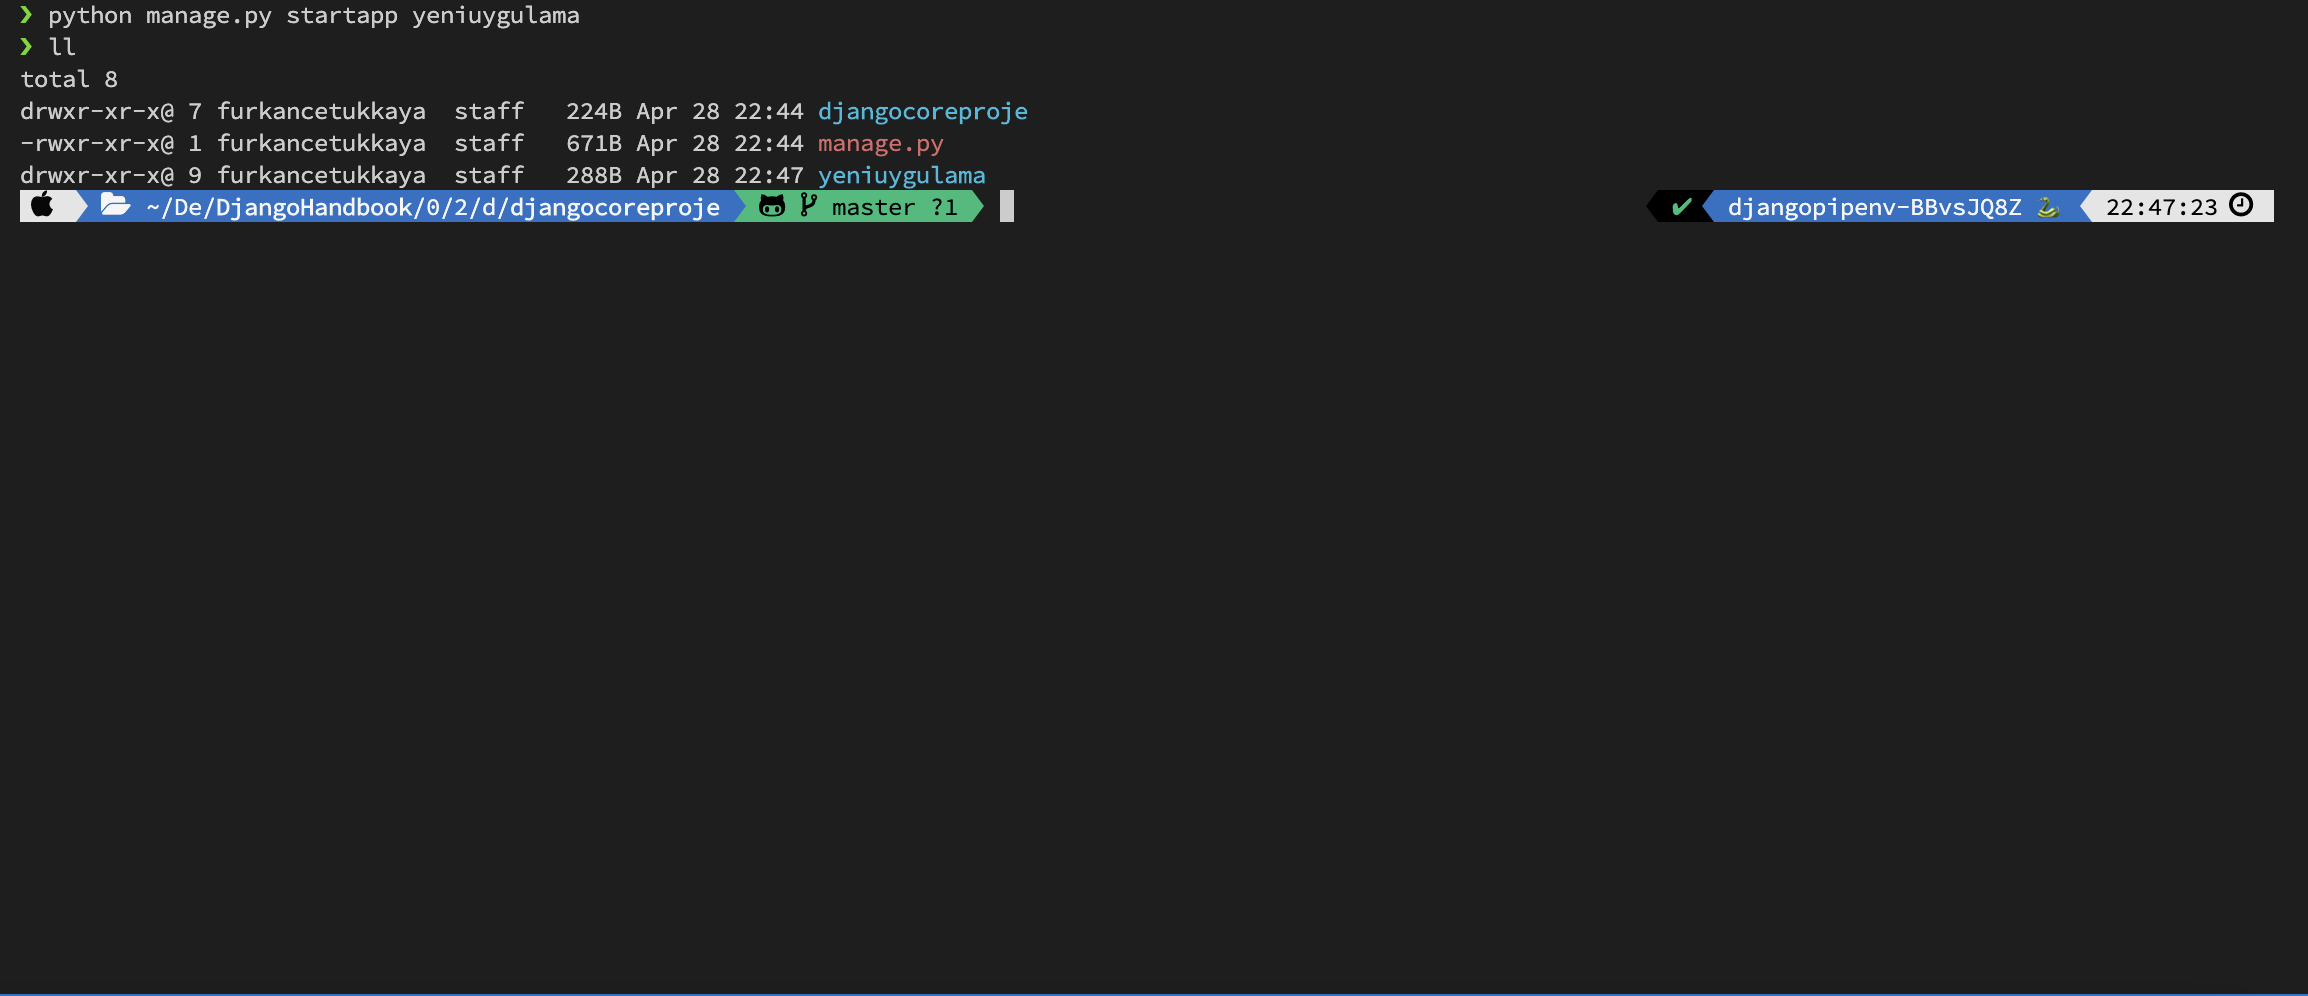 ❯ python manage.py startapp yeniuygulama
❯ ll
total 8
drwxr-xr-x@ 7 furkancetukkaya  staff   224B Apr 28 22:44 djangocoreproje
-rwxr-xr-x@ 1 furkancetukkaya  staff   671B Apr 28 22:44 manage.py
drwxr-xr-x@ 9 furkancetukkaya  staff   288B Apr 28 22:47 yeniuygulama
~/De/DjangoHandbook/0/2/d/djangocoreproje master ?1 ✔ djangopipenv-BBvsJQ8Z 🐍 22:47:23